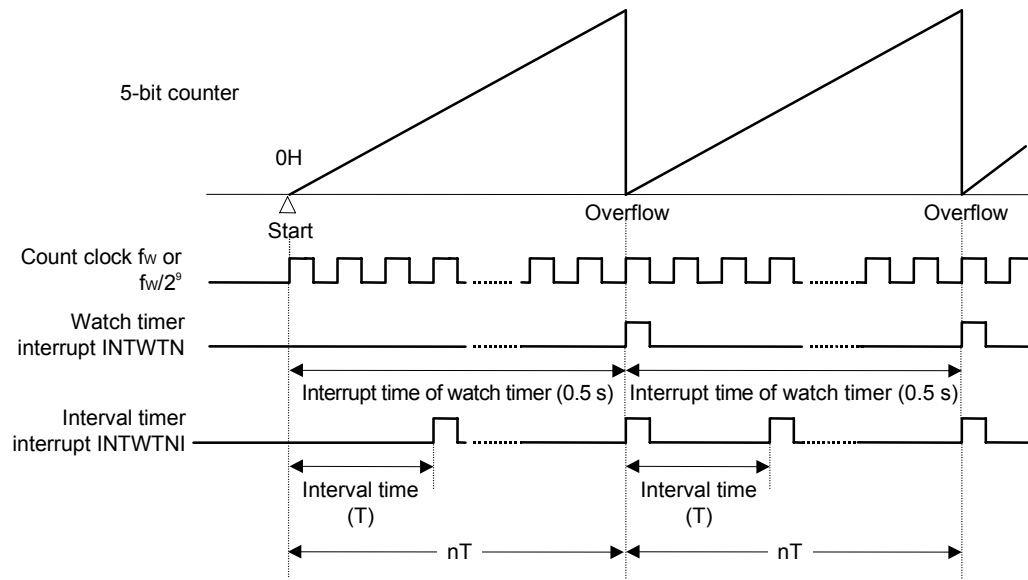 5-bit counter
0H
Start
Overflow
Overflow
Count clock fW or
fW/2⁹
Watch timer
interrupt INTWTN
Interrupt time of watch timer (0.5 s)
Interrupt time of watch timer (0.5 s)
Interval timer
interrupt INTWTNI
Interval time
(T)
Interval time
(T)
nT
nT